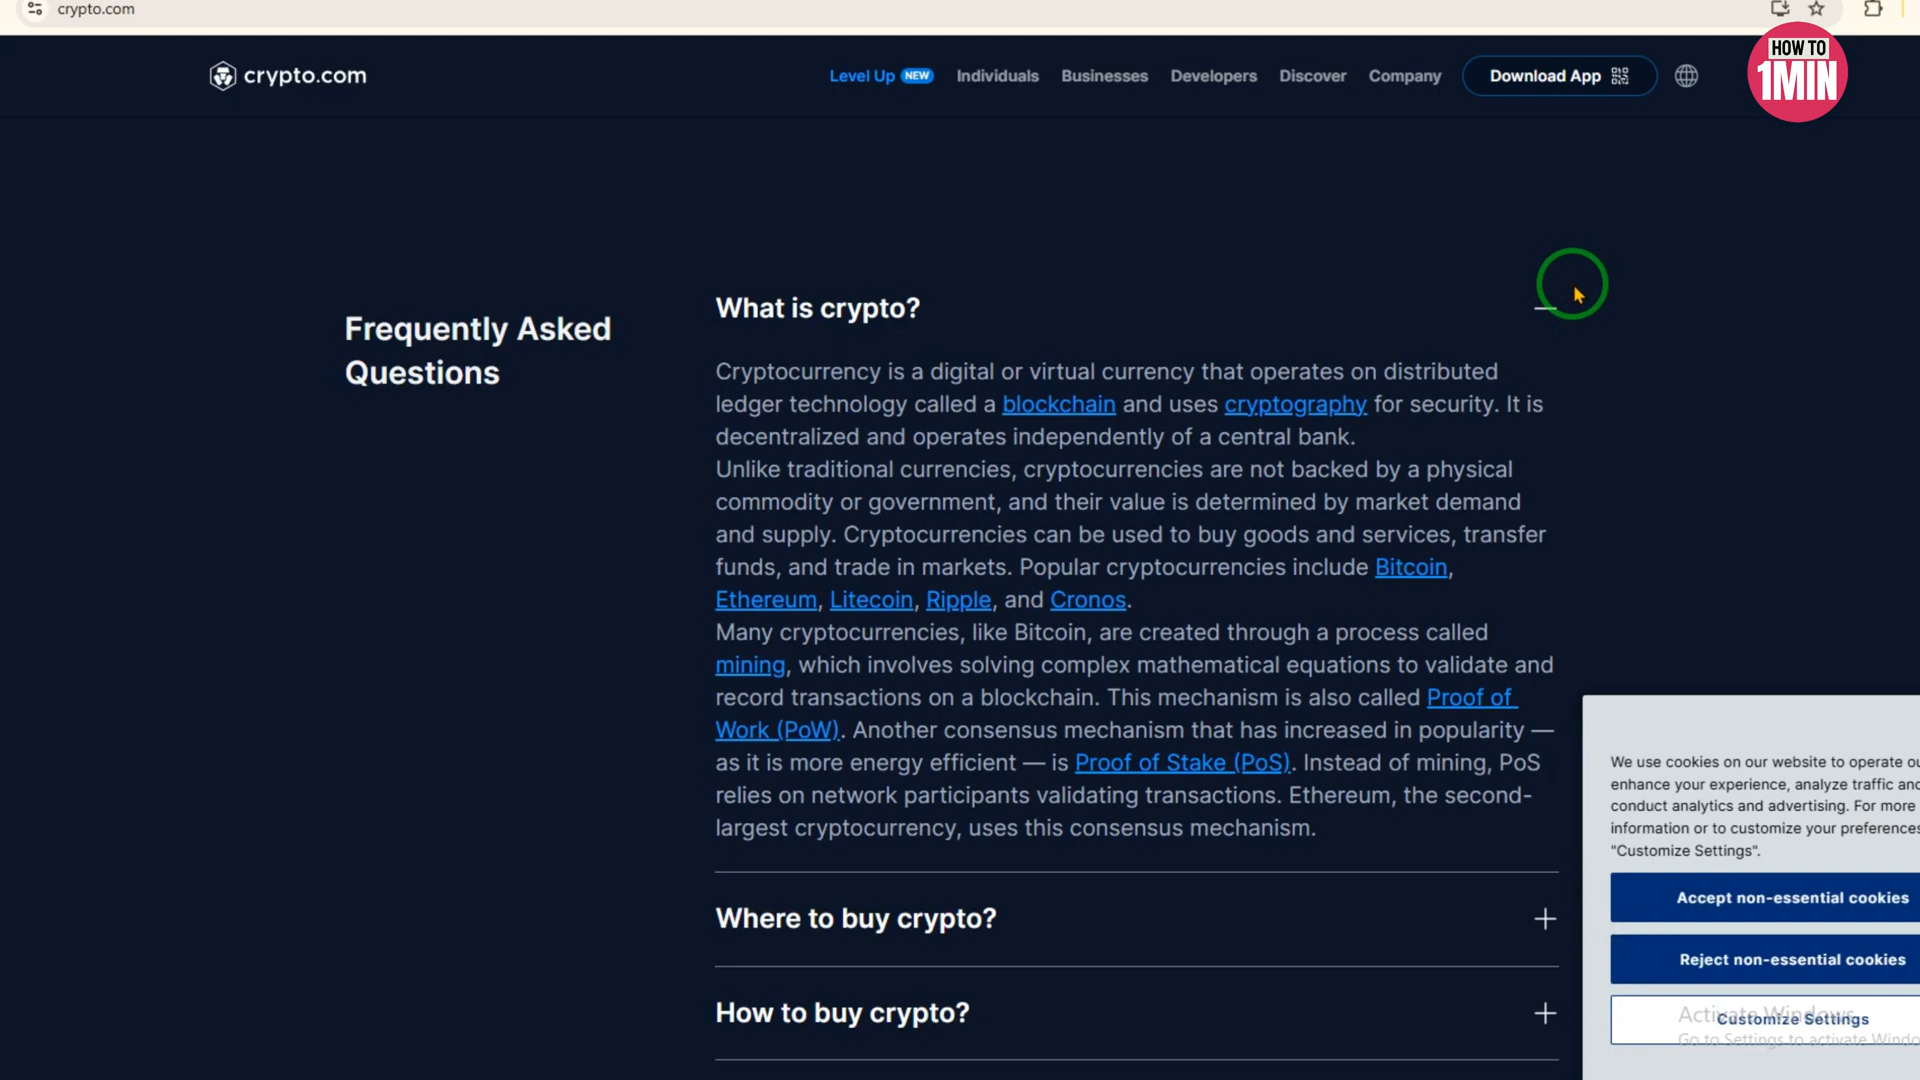 crypto.com
HOW TO
1MIN
crypto.com
Level Up NEW Individuals Businesses Developers Discover Company Download App
Frequently Asked
Questions
What is crypto?
Cryptocurrency is a digital or virtual currency that operates on distributed
ledger technology called a blockchain and uses cryptography for security. It is
decentralized and operates independently of a central bank.
Unlike traditional currencies, cryptocurrencies are not backed by a physical
commodity or government, and their value is determined by market demand
and supply. Cryptocurrencies can be used to buy goods and services, transfer
funds, and trade in markets. Popular cryptocurrencies include Bitcoin,
Ethereum, Litecoin, Ripple, and Cronos.
Many cryptocurrencies, like Bitcoin, are created through a process called
mining, which involves solving complex mathematical equations to validate and
record transactions on a blockchain. This mechanism is also called Proof of
Work (PoW). Another consensus mechanism that has increased in popularity —
as it is more energy efficient — is Proof of Stake (PoS). Instead of mining, PoS
relies on network participants validating transactions. Ethereum, the second-
largest cryptocurrency, uses this consensus mechanism.
Where to buy crypto?
How to buy crypto?
We use cookies on our website to operate
enhance your experience, analyze traffic and
conduct analytics and advertising. For more
information or to customize your preferences
"Customize Settings".
Accept non-essential cookies
Reject non-essential cookies
Customize Settings
Activate Windows
Go to Settings to activate